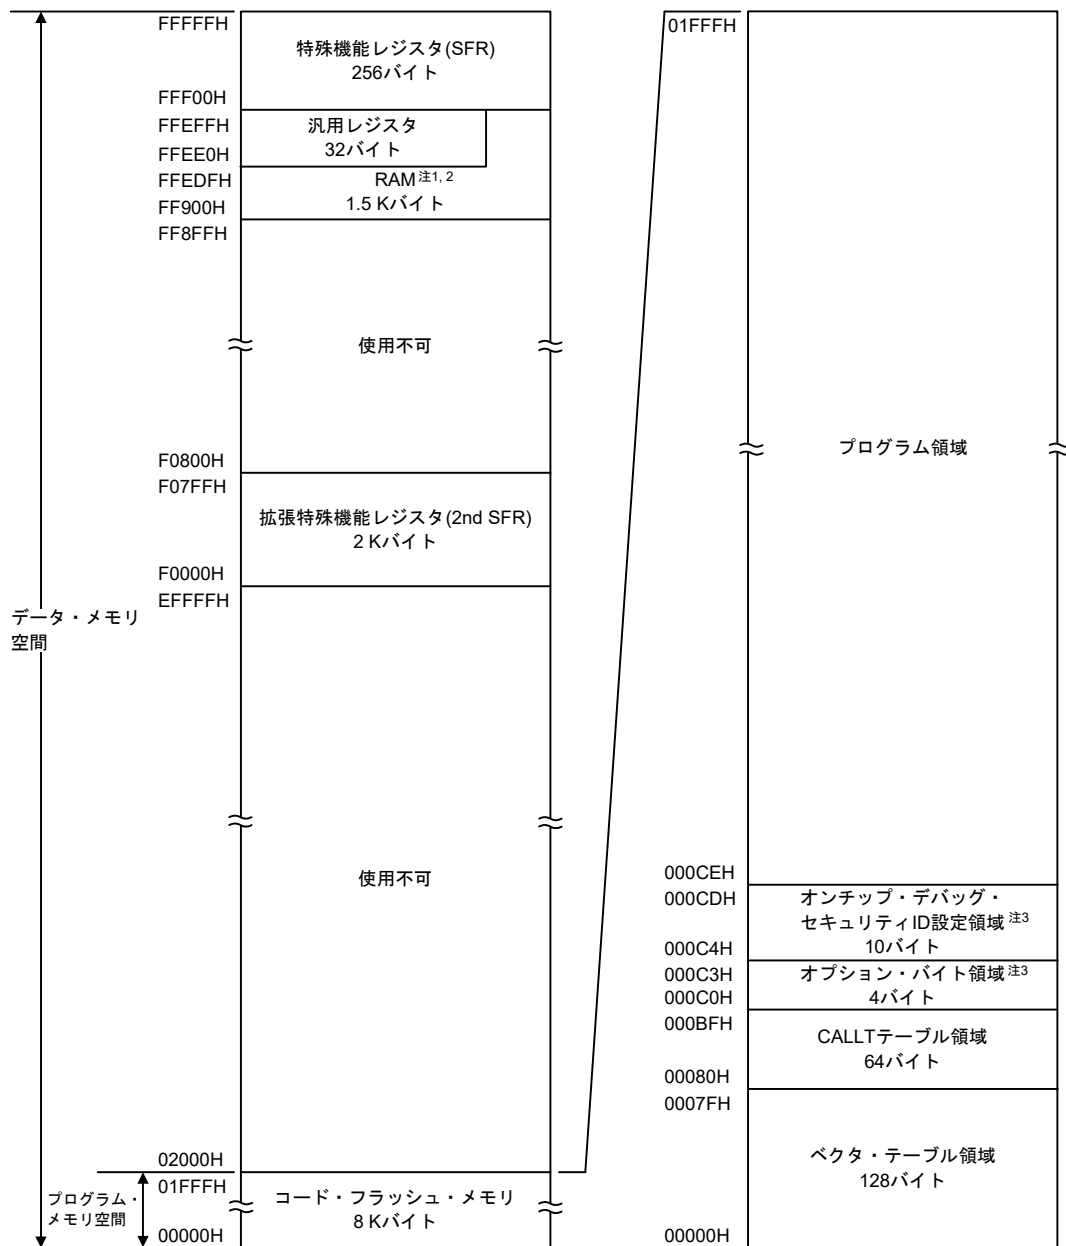 FFFFFH
特殊機能レジスタ(SFR)
256バイト
FFF00H
FFEFFH
汎用レジスタ
32バイト
FFEE0H
FFEDFH
RAM注1, 2
1.5 Kバイト
FF900H
FF8FFH
使用不可
F0800H
F07FFH
拡張特殊機能レジスタ(2nd SFR)
2 Kバイト
F0000H
EFFFFH
データ・メモリ
空間
使用不可
02000H
01FFFH
プログラム・
メモリ空間
コード・フラッシュ・メモリ
8 Kバイト
00000H
01FFFH
プログラム領域
000CEH
000CDH
オンチップ・デバッグ・
セキュリティID設定領域注3
10バイト
000C4H
000C3H
オプション・バイト領域注3
4バイト
000C0H
000BFH
CALLTテーブル領域
64バイト
00080H
0007FH
ベクタ・テーブル領域
128バイト
00000H